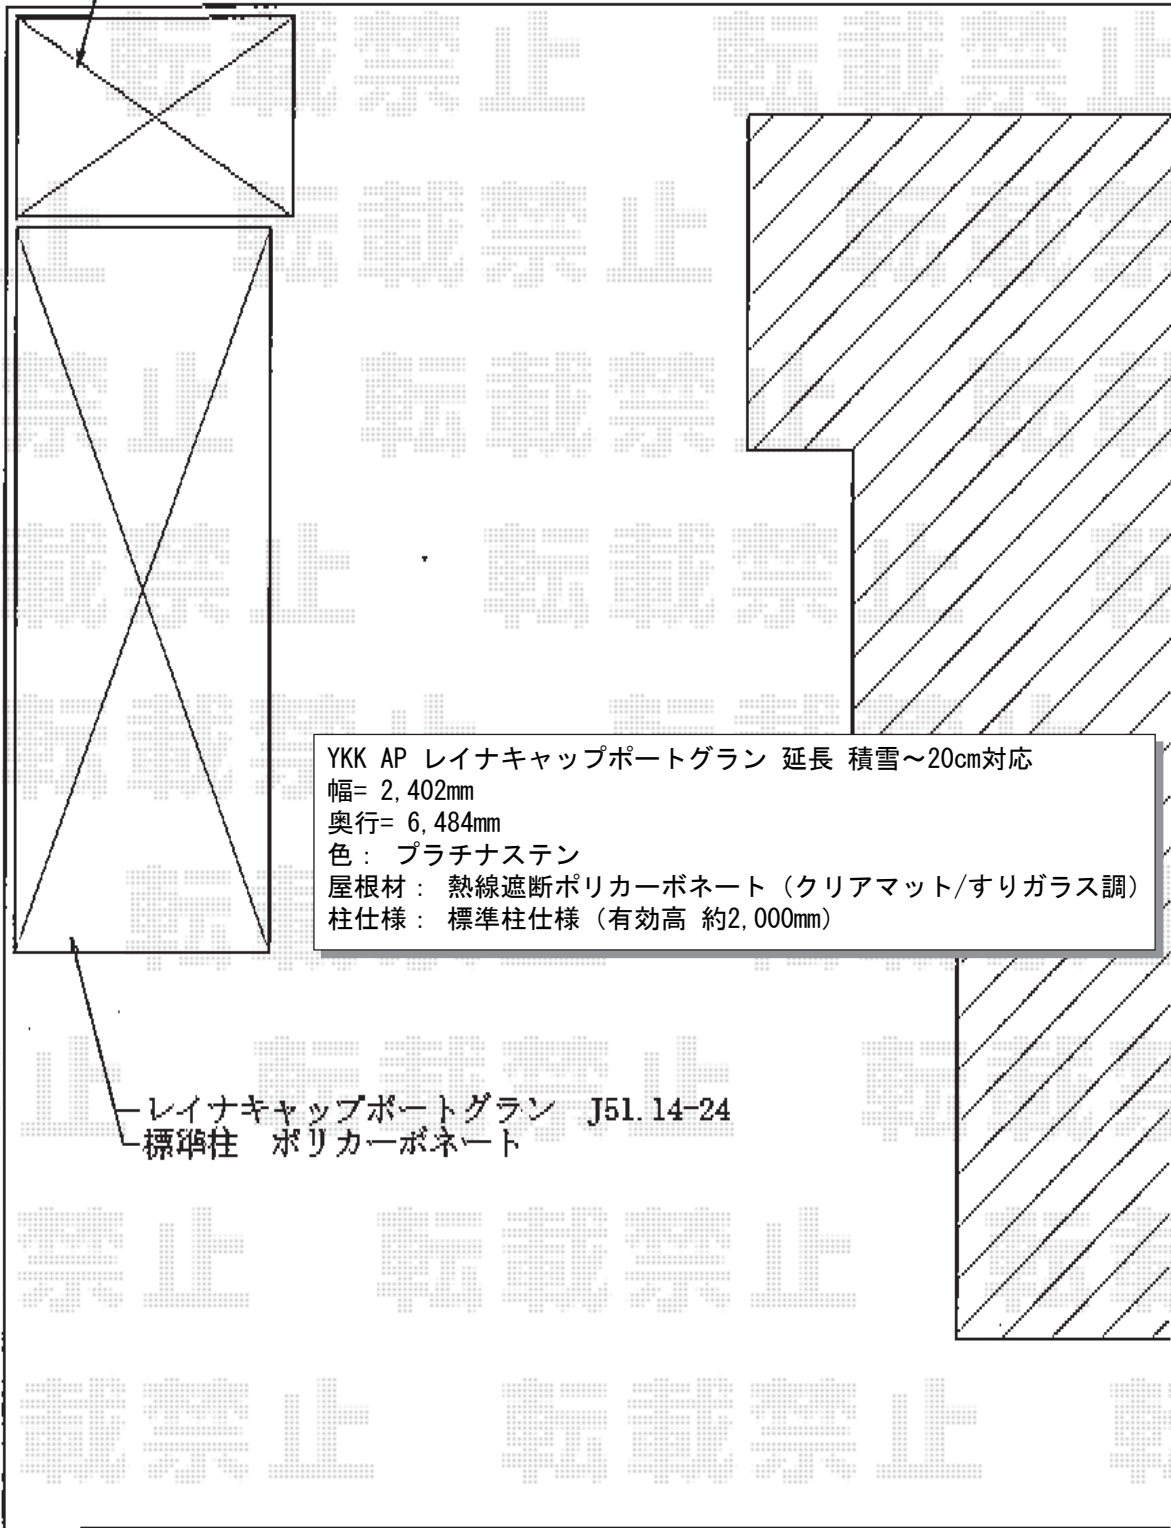 YKK AP レイナキャップポートグラン 延長 積雪～20cm対応
幅= 2,402mm
奥行= 6,484mm
色： プラチナステン
屋根材： 熱線遮断ポリカーボネート（クリアマット/すりガラス調）
柱仕様： 標準柱仕様（有効高 約2,000mm）
レイナキャップポートグラン J51.14-24
標準柱 ポリカーボネート
転載禁止